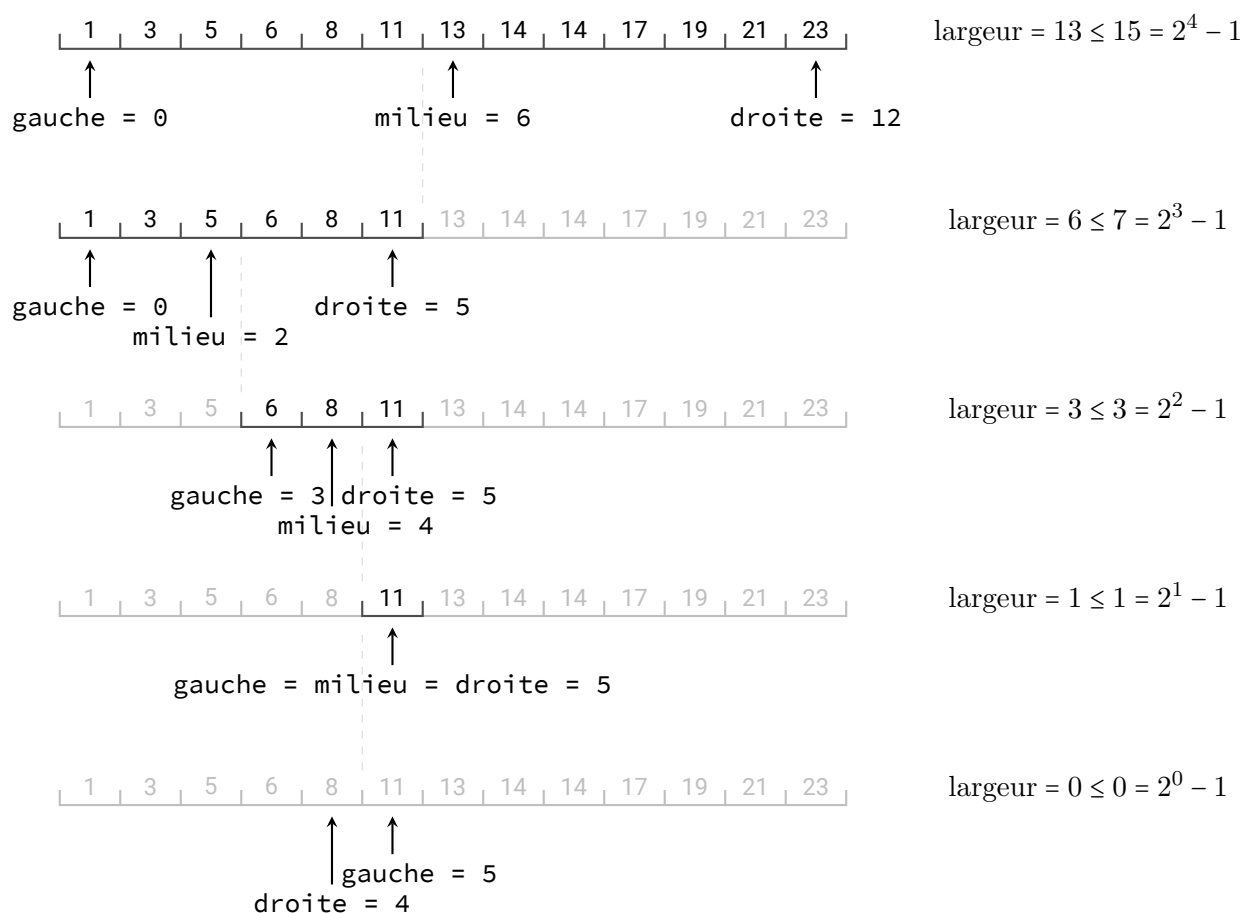 1 3 5 6 8 11 13 14 14 17 19 21 23 largeur = 13 ≤ 15 = 2^4 − 1
gauche = 0 milieu = 6 droite = 12
1 3 5 6 8 11 13 14 14 17 19 21 23 largeur = 6 ≤ 7 = 2^3 − 1
gauche = 0 droite = 5
milieu = 2
1 3 5 6 8 11 13 14 14 17 19 21 23 largeur = 3 ≤ 3 = 2^2 − 1
gauche = 3 droite = 5
milieu = 4
1 3 5 6 8 11 13 14 14 17 19 21 23 largeur = 1 ≤ 1 = 2^1 − 1
gauche = milieu = droite = 5
1 3 5 6 8 11 13 14 14 17 19 21 23 largeur = 0 ≤ 0 = 2^0 − 1
gauche = 5
droite = 4